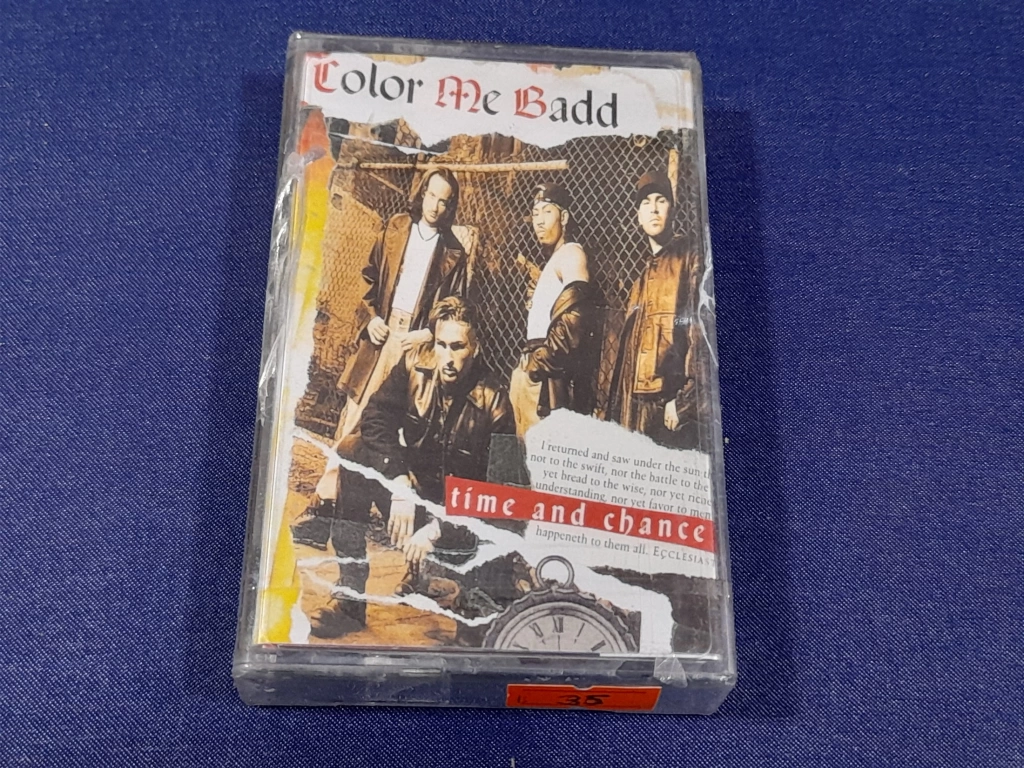 Color Me Badd
I returned and saw under the sun
not to the swift, nor the battle to the
yet bread to the wise, nor yet
understanding, nor yet favor to men
time and chance
happeneth to them all.
35